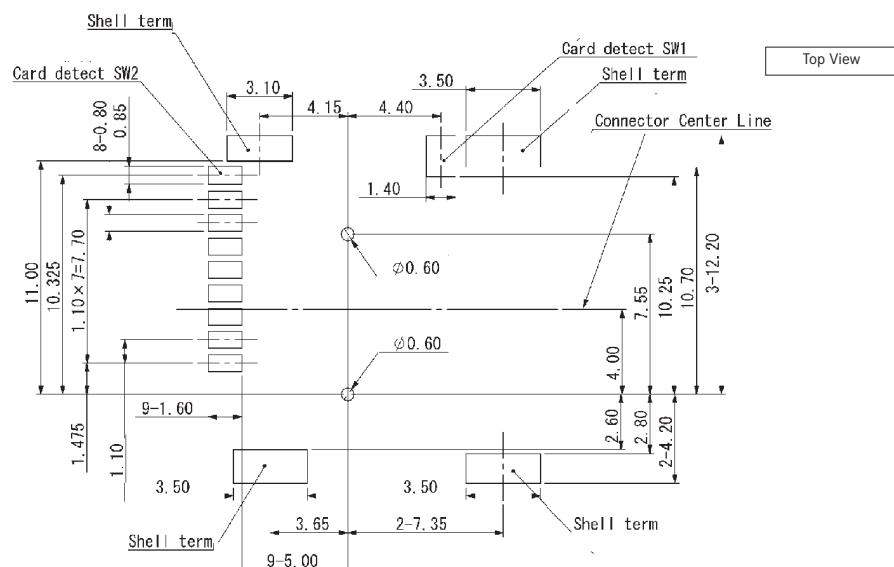 Shell term
Card detect SW1
Top View
Card detect SW2
3.10
3.50
Shell term
4.15
4.40
8-0.80
0.85
Connector Center Line
1.40
11.00
10.325
1.10×7=7.70
ϕ0.60
7.55
10.25
10.70
3-12.20
ϕ0.60
4.00
9-1.60
1.475
1.10
2.60
2.80
2-4.20
3.50
3.50
3.65
2-7.35
Shell term
Shell term
9-5.00